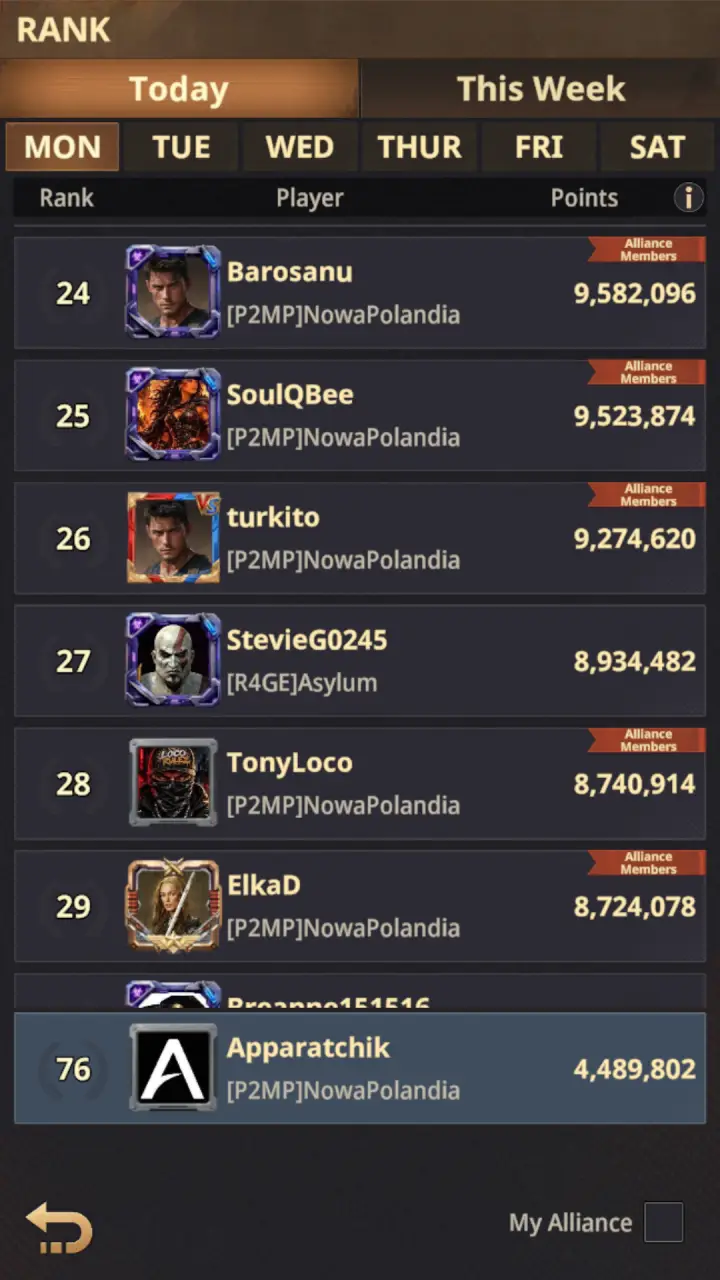 RANK
Today
This Week
MON
TUE
WED
THUR
FRI
SAT
Rank
Player
Points
Alliance
Members
24
Barosanu
[P2MP]NowaPolandia
9,582,096
Alliance
Members
25
SoulQBee
[P2MP]NowaPolandia
9,523,874
Alliance
Members
26
VS
turkito
[P2MP]NowaPolandia
9,274,620
27
StevieG0245
[R4GE]Asylum
8,934,482
Alliance
Members
28
LOCO
TonyLoco
[P2MP]NowaPolandia
8,740,914
Alliance
Members
29
ElkaD
[P2MP]NowaPolandia
8,724,078
76
A
Apparatchik
[P2MP]NowaPolandia
4,489,802
My Alliance